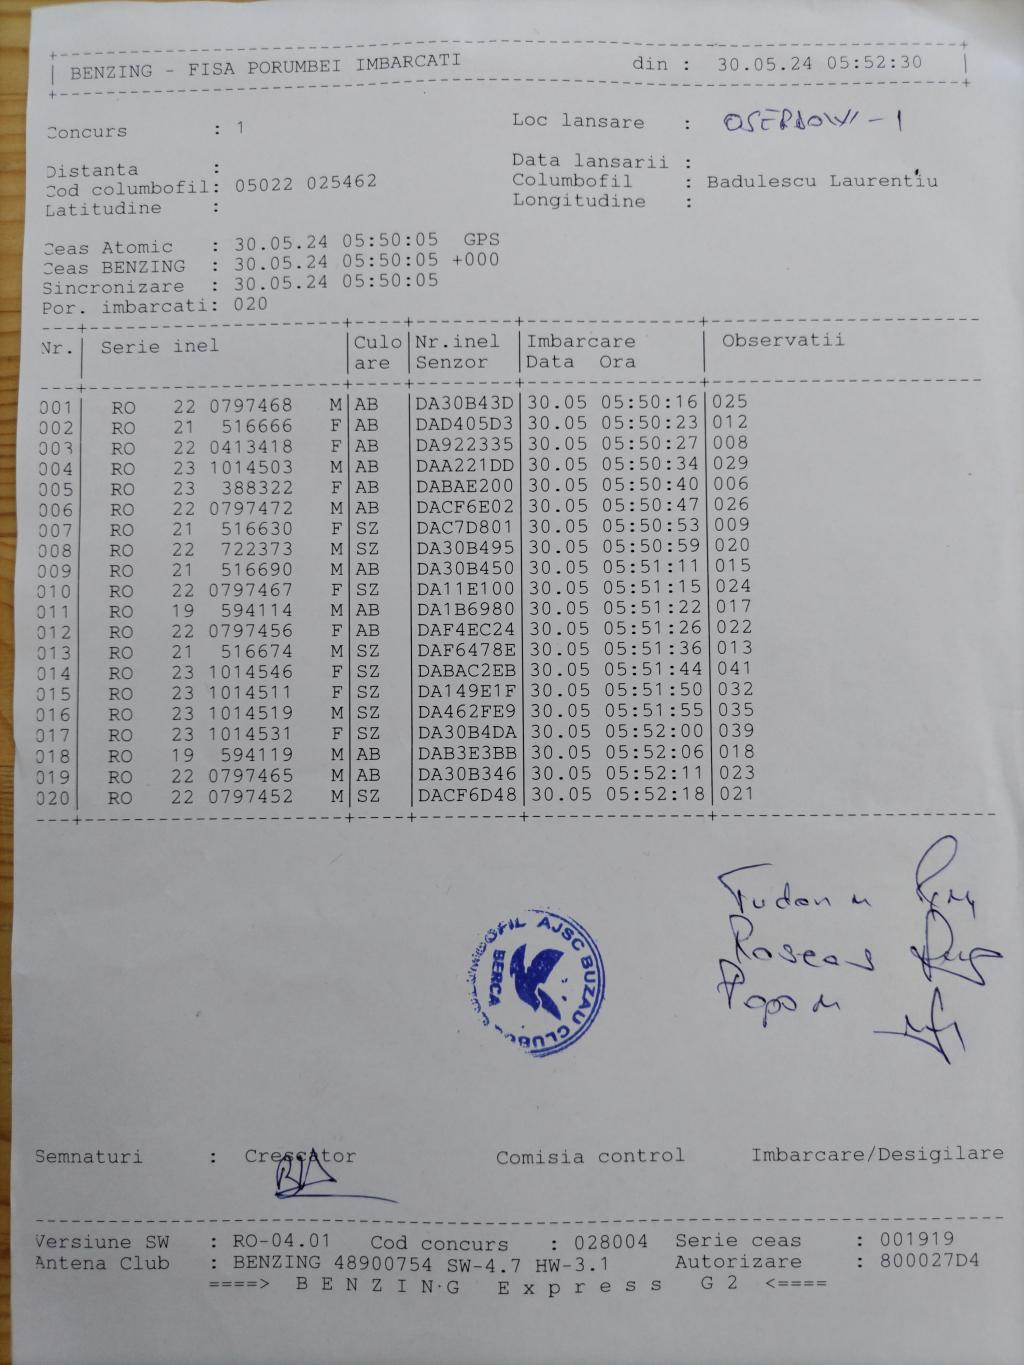 BENZING - FISA PORUMBEI IMBARCATI din : 30.05.24 05:52:30
Concurs : 1 Loc lansare :
Distanta : Data lansarii :
Cod columbofil: 05022 025462 Columbofil : Badulescu Laurentiu
Latitudine : Longitudine :
Ceas Atomic : 30.05.24 05:50:05 GPS
Ceas BENZING : 30.05.24 05:50:05 +000
Sincronizare : 30.05.24 05:50:05
Por. imbarcati: 020
Nr. Serie inel Culo Nr.inel Imbarcare Observatii
are Senzor Data Ora
001 RO 22 0797468 M AB DA30B43D 30.05 05:50:16 025
002 RO 21 516666 F AB DAD405D3 30.05 05:50:23 012
003 RO 22 0413418 F AB DA922335 30.05 05:50:27 008
004 RO 23 1014503 M AB DAA221DD 30.05 05:50:34 029
005 RO 23 388322 F AB DABAE200 30.05 05:50:40 006
006 RO 22 0797472 M AB DACF6E02 30.05 05:50:47 026
007 RO 21 516630 F SZ DAC7D801 30.05 05:50:53 009
008 RO 22 722373 M SZ DA30B495 30.05 05:50:59 020
009 RO 21 516690 M AB DA30B450 30.05 05:51:11 015
010 RO 22 0797467 F SZ DA11E100 30.05 05:51:15 024
011 RO 19 594114 M AB DA1B6980 30.05 05:51:22 017
012 RO 22 0797456 F AB DAF4EC24 30.05 05:51:26 022
013 RO 21 516674 M SZ DAF6478E 30.05 05:51:36 013
014 RO 23 1014546 F SZ DABAC2EB 30.05 05:51:44 041
015 RO 23 1014511 F SZ DA149E1F 30.05 05:51:50 032
016 RO 23 1014519 M SZ DA462FE9 30.05 05:51:55 035
017 RO 23 1014531 F SZ DA30B4DA 30.05 05:52:00 039
018 RO 19 594119 M AB DAB3E3BB 30.05 05:52:06 018
019 RO 22 0797465 M AB DA30B346 30.05 05:52:11 023
020 RO 22 0797452 M SZ DACF6D48 30.05 05:52:18 021
AJSC BUZAU CLUBUL
BERCA
Semnaturi : Crescator Comisia control Imbarcare/Desigilare
Versiune SW : RO-04.01 Cod concurs : 028004 Serie ceas : 001919
Antena Club : BENZING 48900754 SW-4.7 HW-3.1 Autorizare : 800027D4
====> B E N Z I N G E x p r e s s G 2 <====